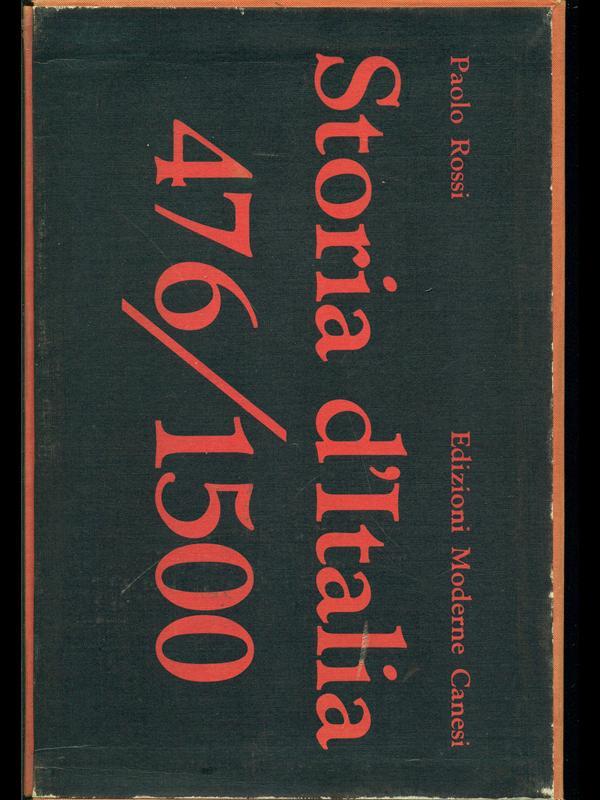 Paolo Rossi Edizioni Moderne Canesi
Storia d'Italia
476/1500